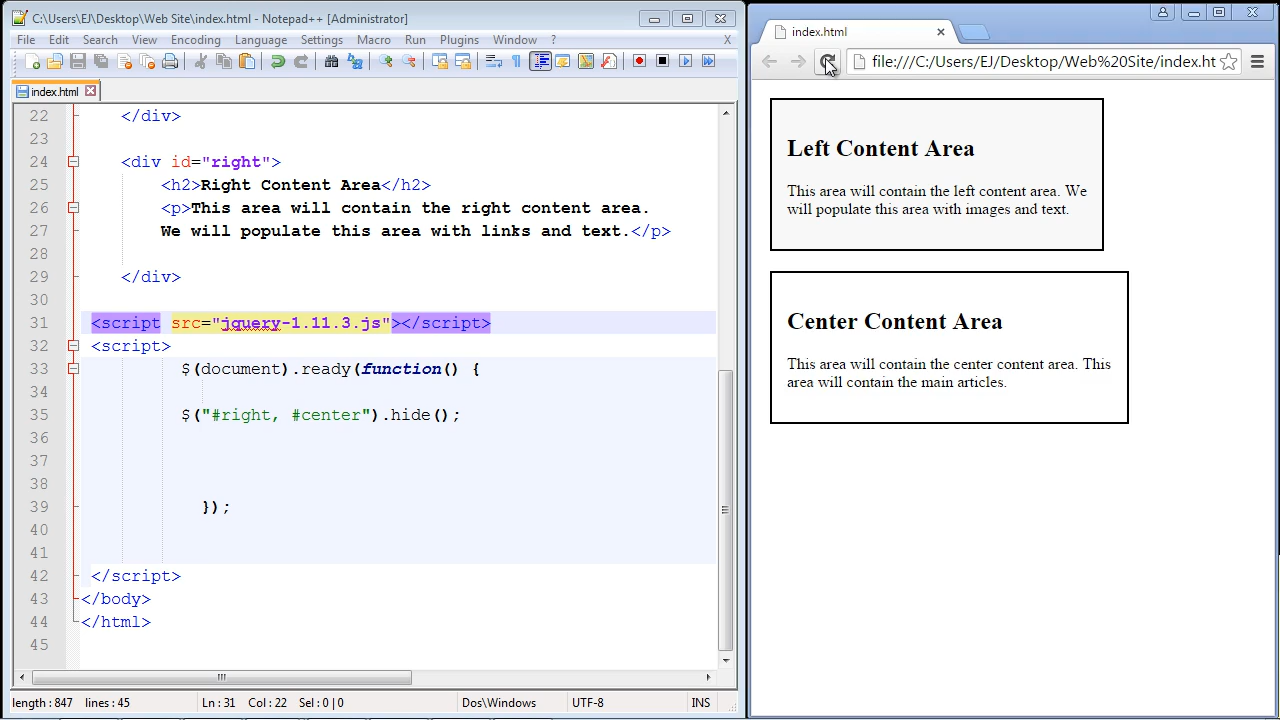 C:\Users\EJ\Desktop\Web Site\index.html - Notepad++ [Administrator]
File Edit Search View Encoding Language Settings Macro Run Plugins Window ? X
index.html
22 </div>
23
24 <div id="right">
25 <h2>Right Content Area</h2>
26 <p>This area will contain the right content area.
27 We will populate this area with links and text.</p>
28
29 </div>
30
31 <script src="jquery-1.11.3.js"></script>
32 <script>
33 $(document).ready(function() {
34
35 $("#right, #center").hide();
36
37
38
39 });
40
41
42 </script>
43 </body>
44 </html>
45
length : 847 lines : 45 Ln : 31 Col : 22 Sel : 0 | 0 Dos\Windows UTF-8 INS
index.html
file:///C:/Users/EJ/Desktop/Web%20Site/index.ht
Left Content Area
This area will contain the left content area. We
will populate this area with images and text.
Center Content Area
This area will contain the center content area. This
area will contain the main articles.